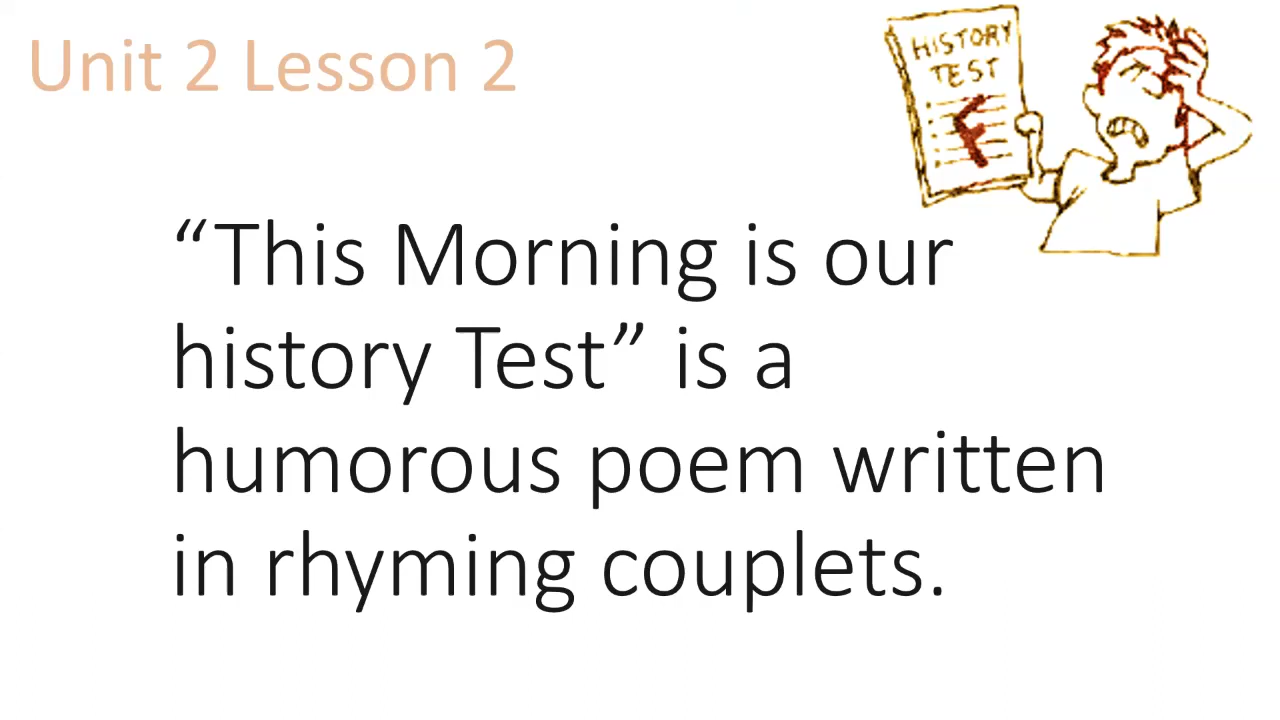 Unit 2 Lesson 2
HISTORY
TEST
F
“This Morning is our
history Test” is a
humorous poem written
in rhyming couplets.